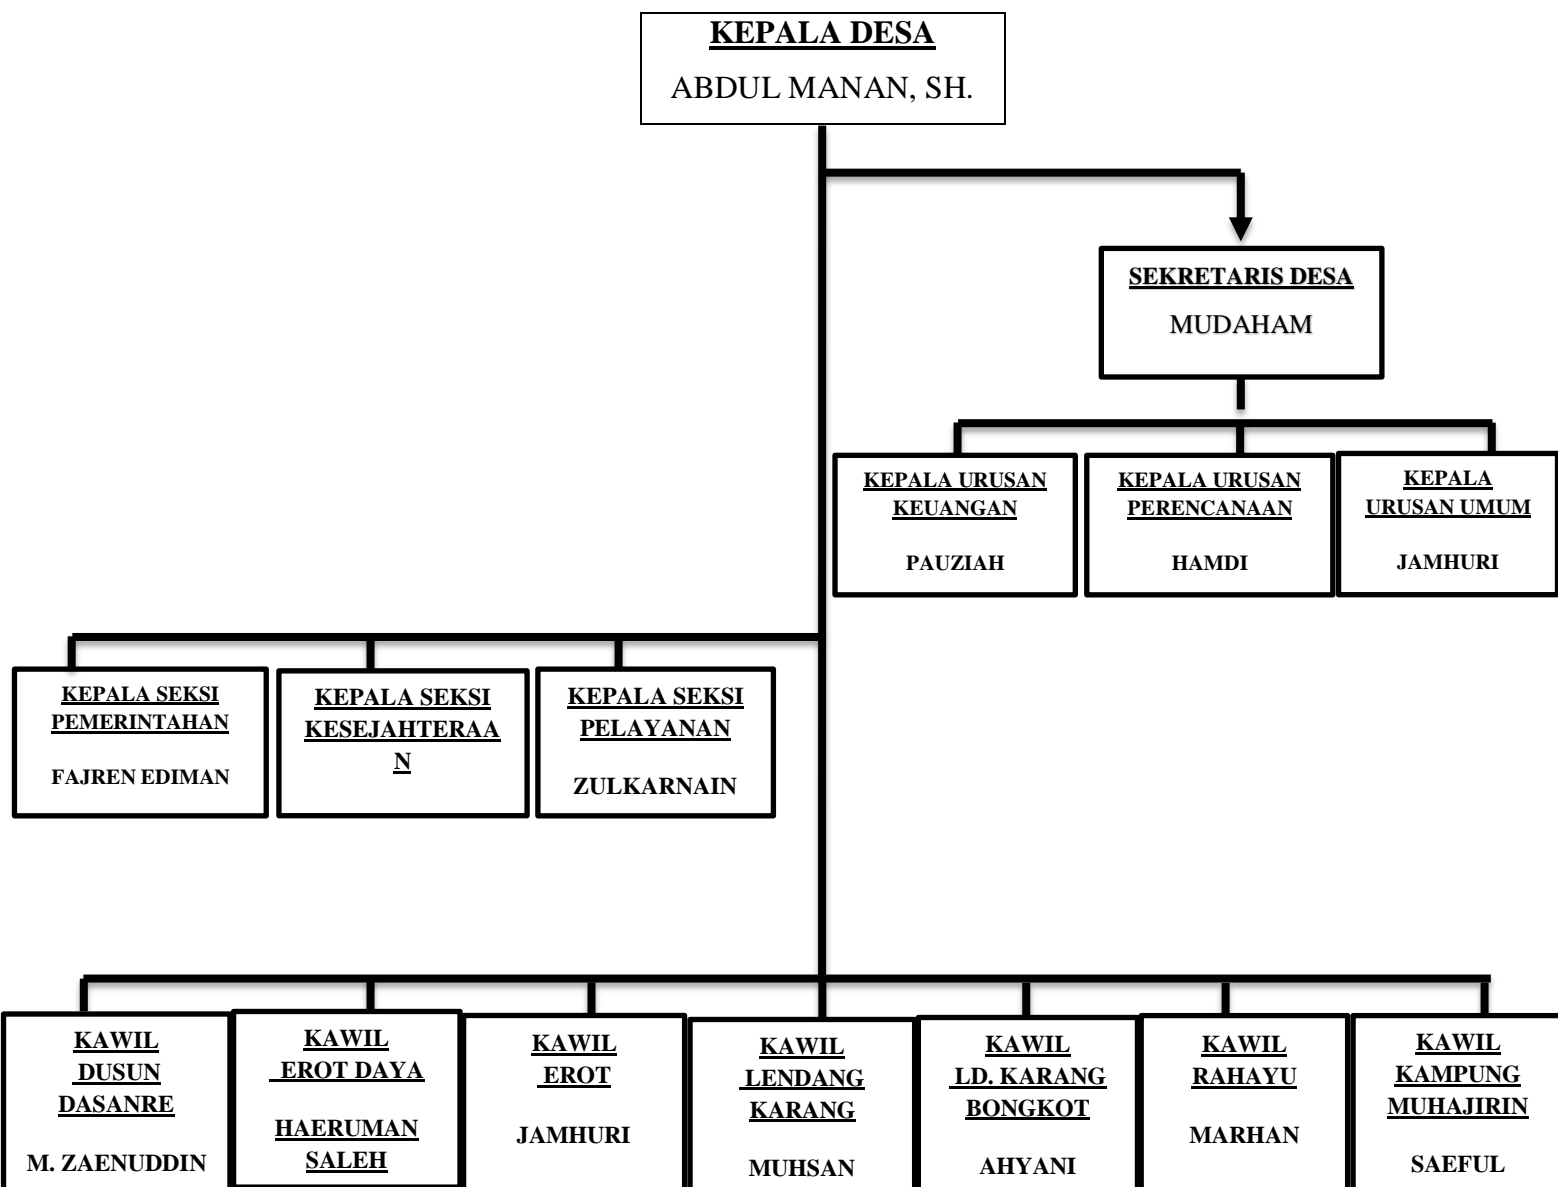 KEPALA DESA
ABDUL MANAN, SH.
SEKRETARIS DESA
MUDAHAM
KEPALA URUSAN
KEUANGAN
PAUZIAH
KEPALA URUSAN
PERENCANAAN
HAMDI
KEPALA
URUSAN UMUM
JAMHURI
KEPALA SEKSI
PEMERINTAHAN
FAJREN EDIMAN
KEPALA SEKSI
KESEJAHTERAA
N
KEPALA SEKSI
PELAYANAN
ZULKARNAIN
KAWIL
DUSUN
DASANRE
M. ZAENUDDIN
KAWIL
EROT DAYA
HAERUMAN
SALEH
KAWIL
EROT
JAMHURI
KAWIL
LENDANG
KARANG
MUHSAN
KAWIL
LD. KARANG
BONGKOT
AHYANI
KAWIL
RAHAYU
MARHAN
KAWIL
KAMPUNG
MUHAJIRIN
SAEFUL